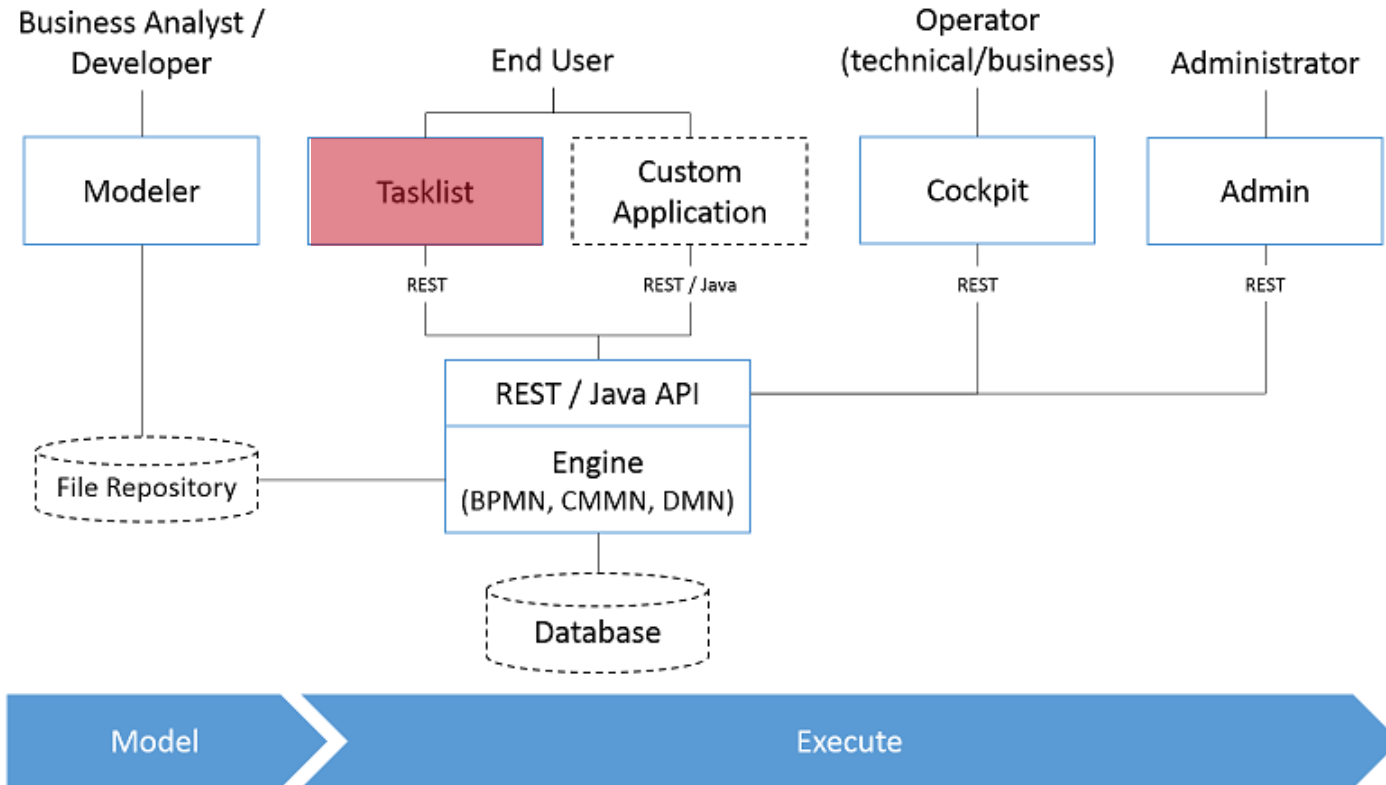 Business Analyst /
Developer
End User
Operator
(technical/business)
Administrator
Modeler
Tasklist
Custom
Application
Cockpit
Admin
REST
REST / Java
REST
REST
REST / Java API
Engine
(BPMN, CMMN, DMN)
File Repository
Database
Model
Execute